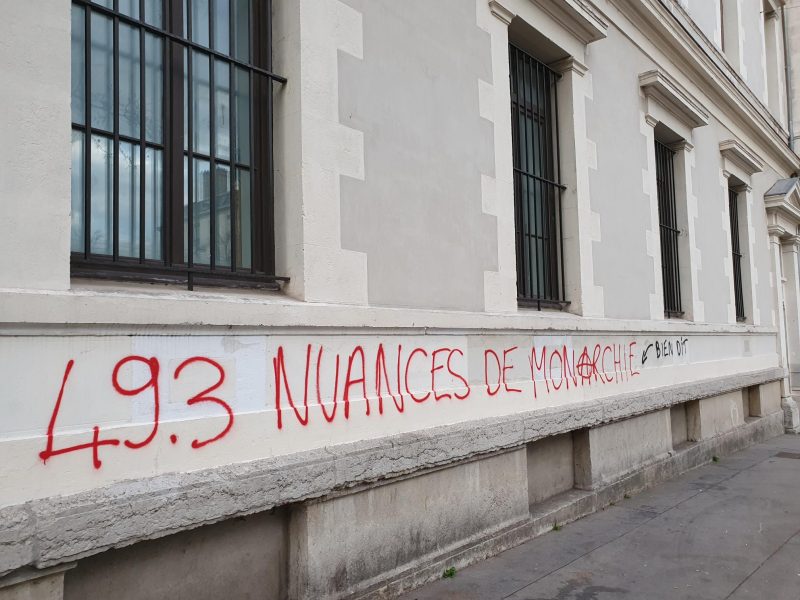 49.3 NUANCES DE MONARCHIE
BIEN DIT